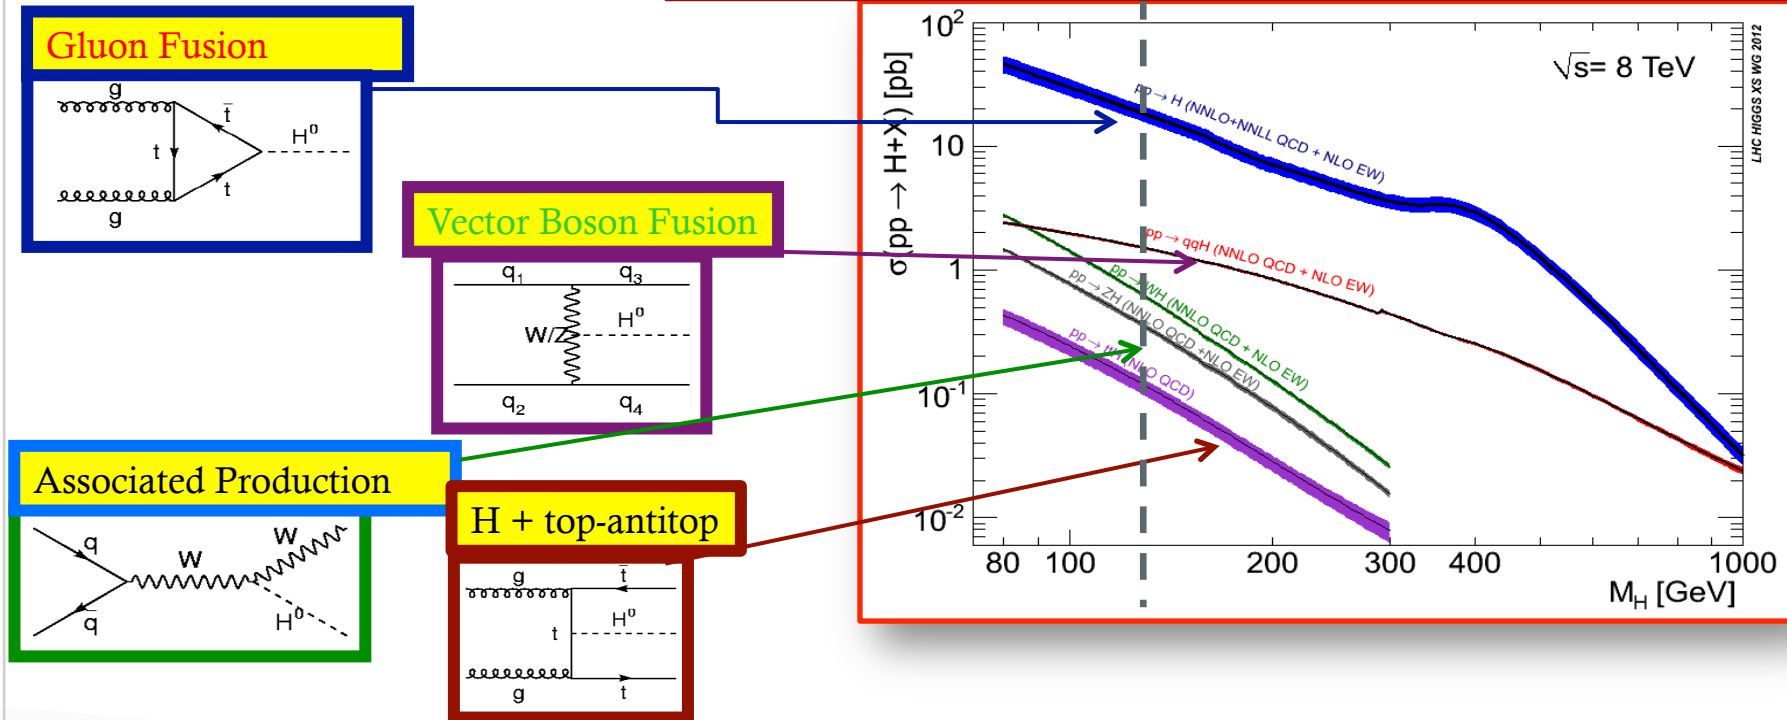 Gluon Fusion
g
t̄
t
H⁰
t
g
Vector Boson Fusion
q₁ q₃
W/Z
H⁰
q₂ q₄
Associated Production
q
W
W
q̄
H⁰
H + top-antitop
g
t̄
t
H⁰
g
t
σ(pp → H+X) [pb]
10²
10
1
10⁻¹
10⁻²
√s= 8 TeV
LHC HIGGS XS WG 2012
pp → H (NNLO+NNLL QCD + NLO EW)
pp → qqH (NNLO QCD + NLO EW)
pp → WH (NNLO QCD + NLO EW)
pp → ZH (NNLO QCD +NLO EW)
pp → tt̄H (NLO QCD)
80 100 200 300 400 1000
M_H [GeV]